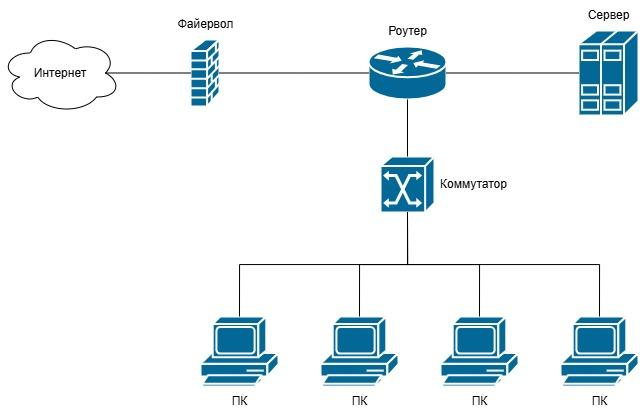 Файервол
Роутер
Сервер
Интернет
Коммутатор
ПК
ПК
ПК
ПК